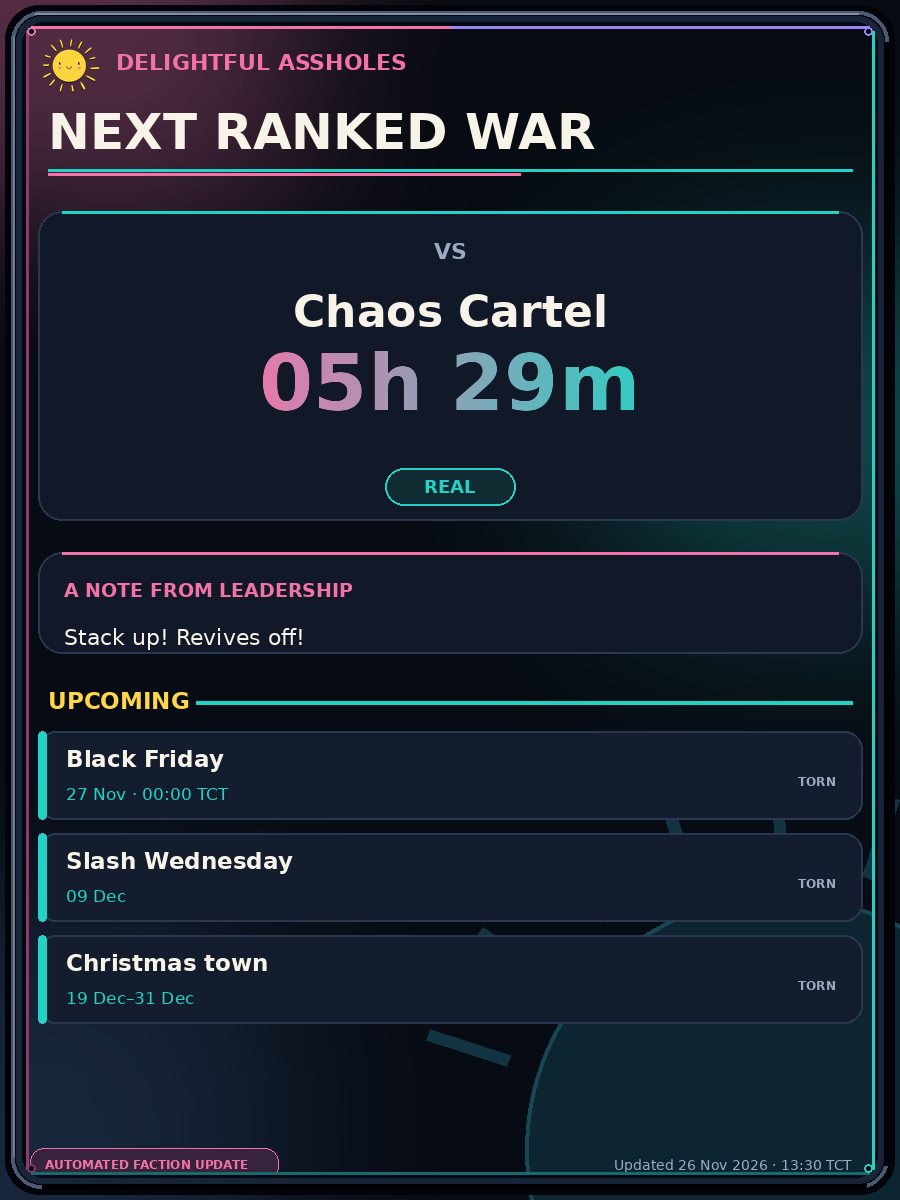 DELIGHTFUL ASSHOLES
NEXT RANKED WAR
VS
Chaos Cartel
05h 29m
REAL
A NOTE FROM LEADERSHIP
Stack up! Revives off!
UPCOMING
Black Friday
27 Nov · 00:00 TCT
TORN
Slash Wednesday
09 Dec
TORN
Christmas town
19 Dec–31 Dec
TORN
AUTOMATED FACTION UPDATE
Updated 26 Nov 2026 · 13:30 TCT